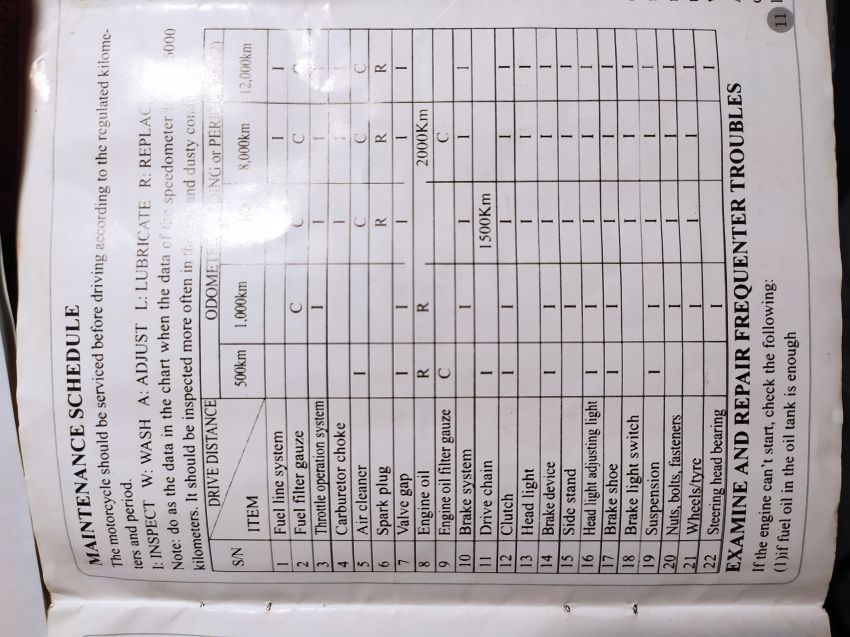 MAINTENANCE SCHEDULE
The motorcycle should be serviced before driving according to the regulated kilome-
ters and period.
I: INSPECT W: WASH A: ADJUST L: LUBRICATE R: REPLAC
Note: do as the data in the chart when the data of the speedometer
kilometers. It should be inspected more often in the and dusty
DRIVE DISTANCE ODOMET
S/N ITEM 500km 1,000km 8,000km 12,000km
1 Fuel line system I I
2 Fuel filter gauze C C C C
3 Throttle operation system I I I
4 Carburetor choke I
5 Air cleaner I C C C
6 Spark plug R R R
7 Valve gap I I I I I
8 Engine oil R R 2000Km
9 Engine oil filter gauze C C
10 Brake system I I I I
11 Drive chain I 1500Km
12 Clutch I I I I I
13 Head light I I I
14 Brake device I I I I I
15 Side stand I I I I
16 Head light adjusting light I I I I I
17 Brake shoe I I I I I
18 Brake light switch I I I
19 Suspension I I I I I
20 Nuts, bolts, fasteners I I I I
21 Wheels/tyre I I I I
22 Steering head bearing I I
EXAMINE AND REPAIR FREQUENTER TROUBLES
If the engine can't start, check the following:
(1)if fuel oil in the oil tank is enough
11